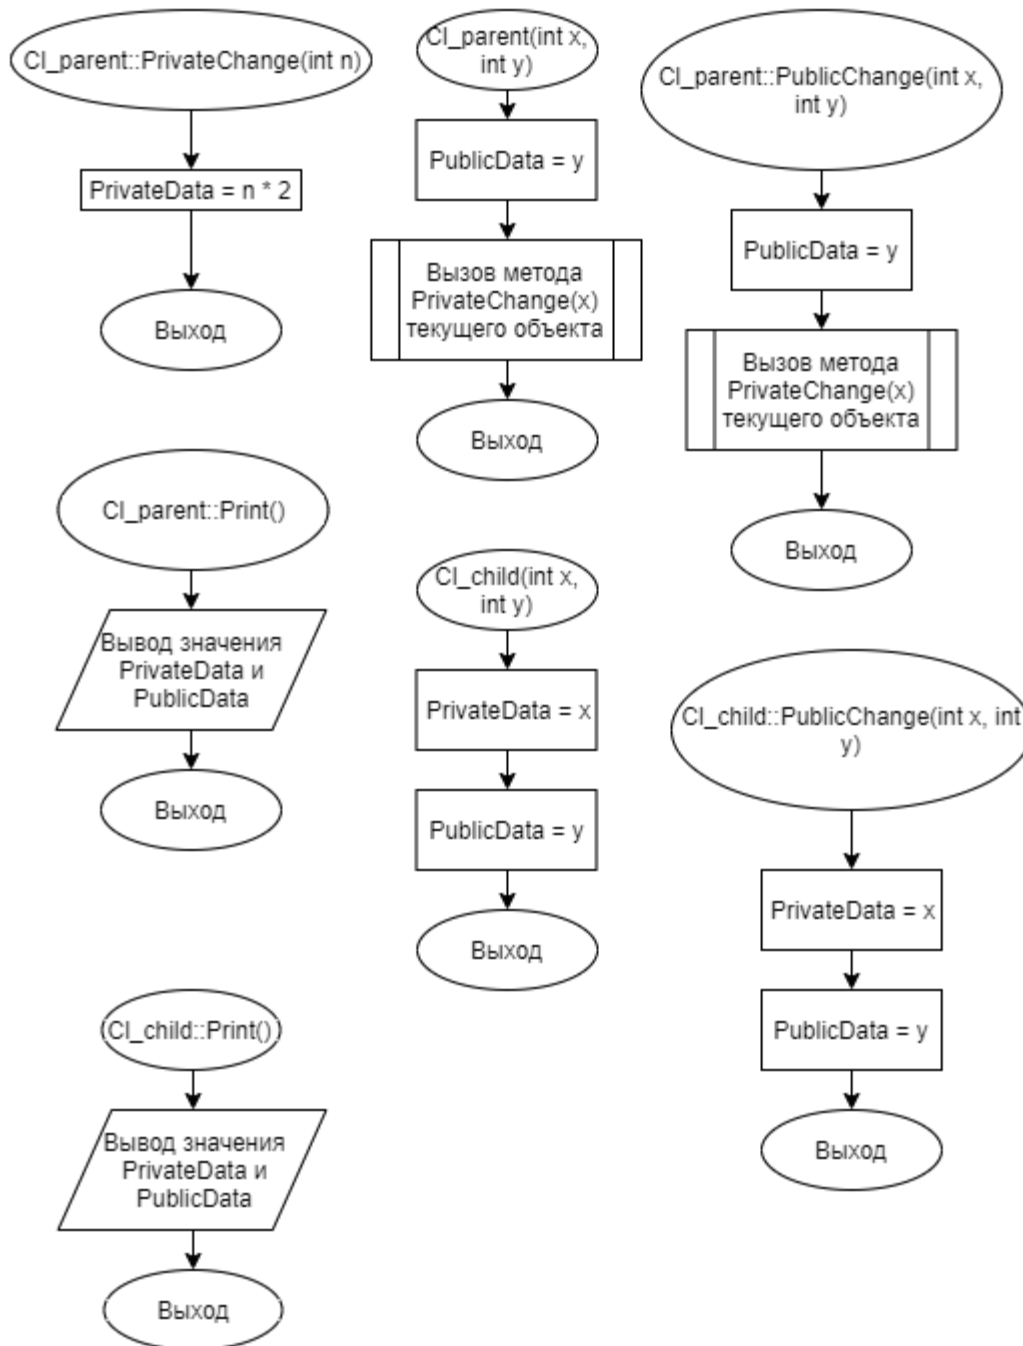 Cl_parent::PrivateChange(int n)
PrivateData = n * 2
Выход
Cl_parent(int x,
int y)
PublicData = y
Вызов метода
PrivateChange(x)
текущего объекта
Выход
Cl_parent::PublicChange(int x,
int y)
PublicData = y
Вызов метода
PrivateChange(x)
текущего объекта
Выход
Cl_parent::Print()
Вывод значения
PrivateData и
PublicData
Выход
Cl_child(int x,
int y)
PrivateData = x
PublicData = y
Выход
Cl_child::PublicChange(int x, int
y)
PrivateData = x
PublicData = y
Выход
Cl_child::Print()
Вывод значения
PrivateData и
PublicData
Выход